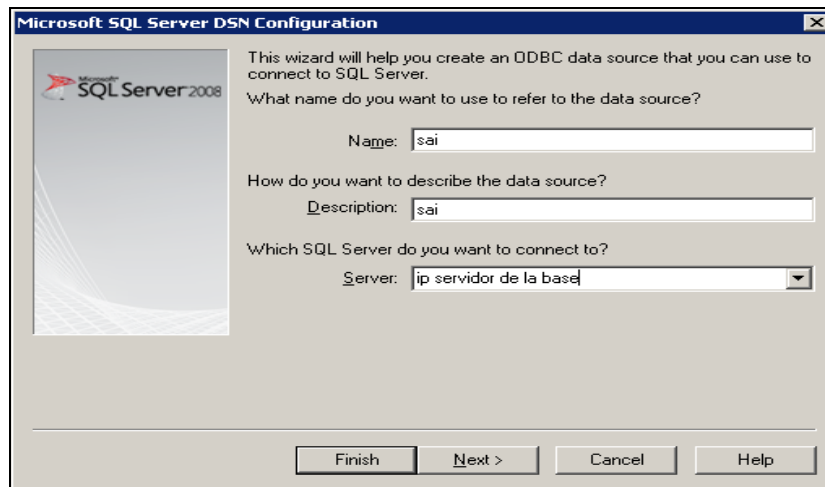 Microsoft SQL Server DSN Configuration
Microsoft
SQL Server 2008
This wizard will help you create an ODBC data source that you can use to
connect to SQL Server.
What name do you want to use to refer to the data source?
Name: sai
How do you want to describe the data source?
Description: sai
Which SQL Server do you want to connect to?
Server: ip servidor de la base
Finish Next > Cancel Help